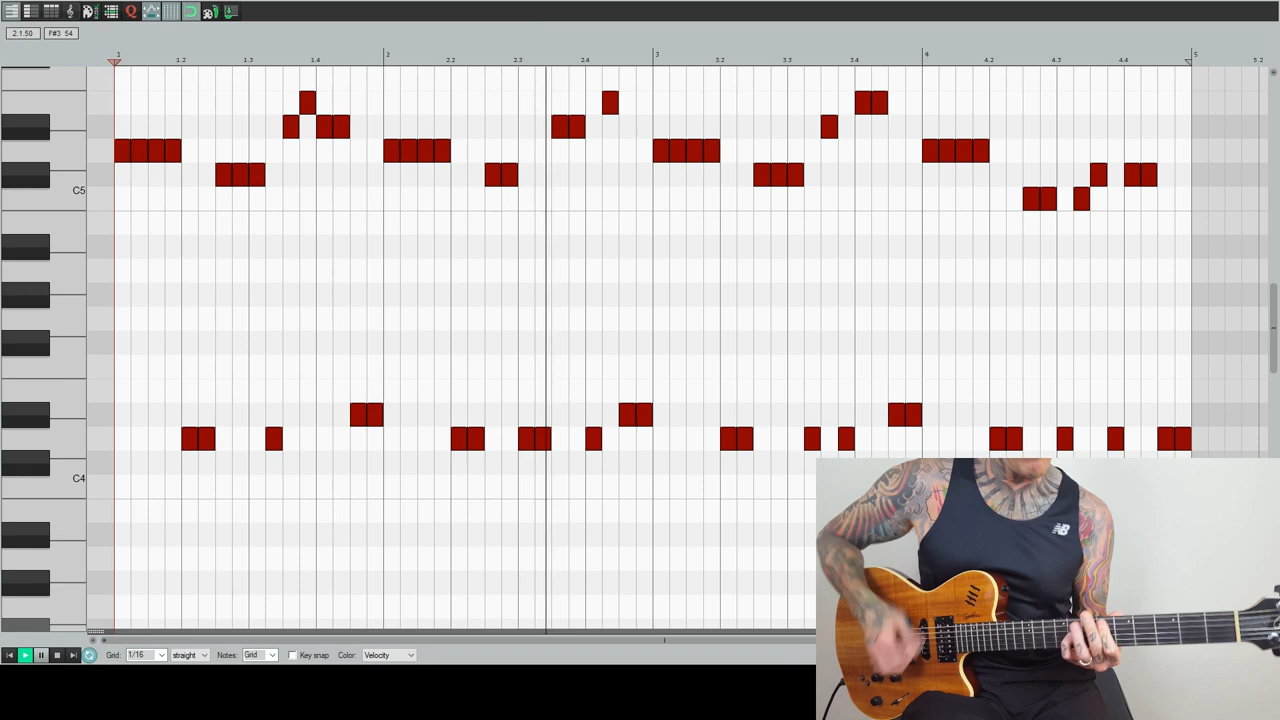 2.1.50 F#3 54
1 2 3 4 5
1.2 1.3 1.4 2.2 2.3 2.4 3.2 3.3 3.4 4.2 4.3 4.4 5.2
C5
C4
Grid: 1/16 straight Notes: Grid Key snap Color: Velocity